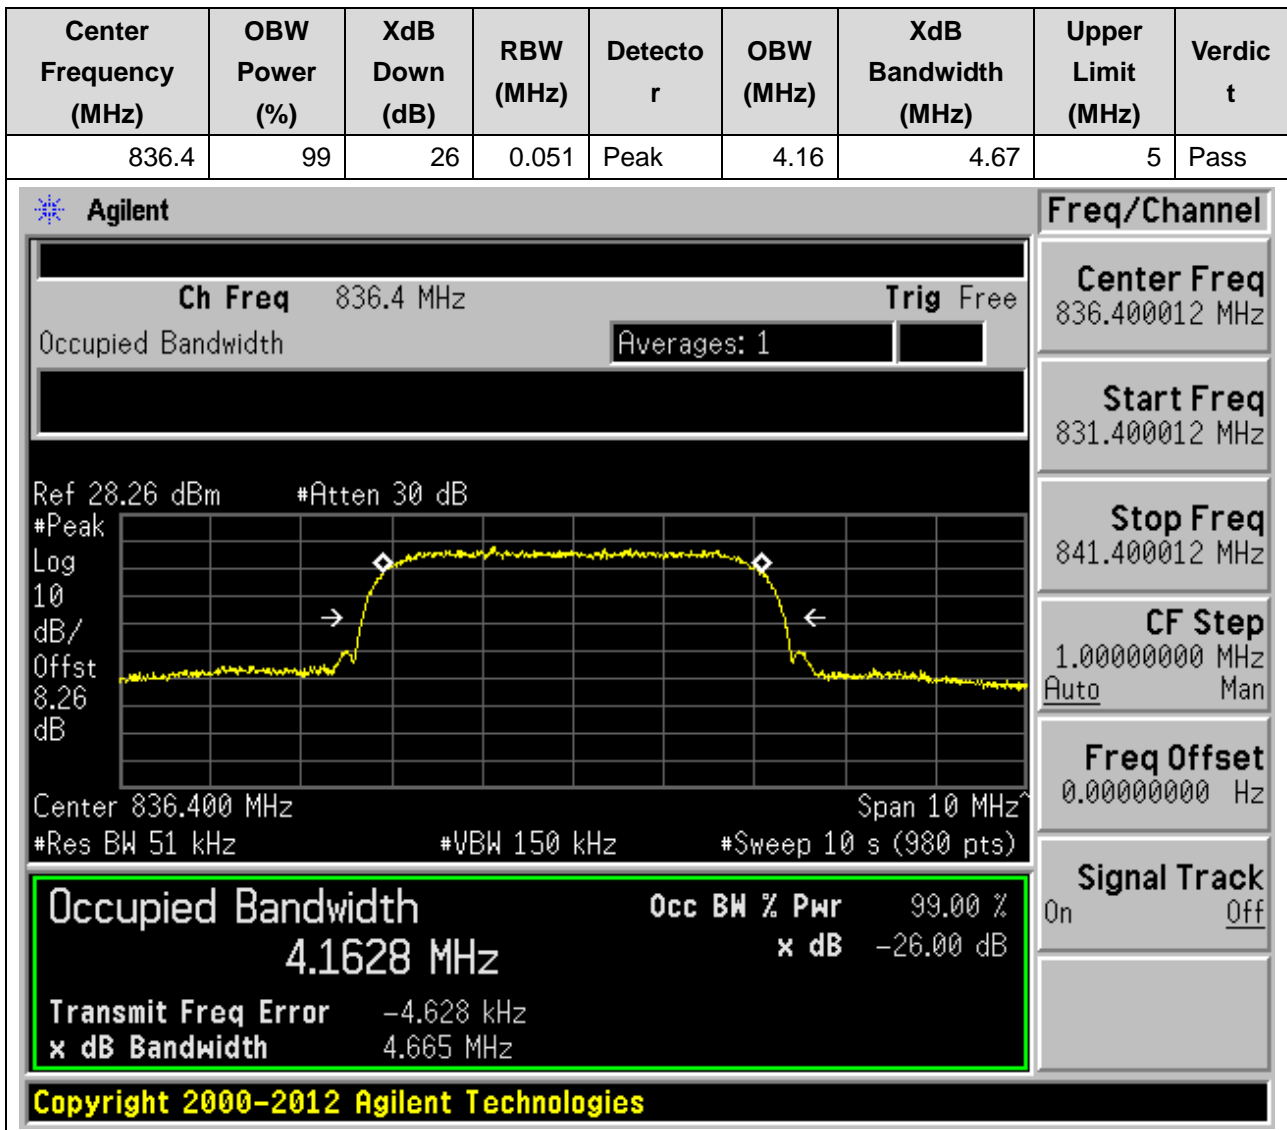 Center Frequency (MHz) OBW Power (%) XdB Down (dB) RBW (MHz) Detecto r OBW (MHz) XdB Bandwidth (MHz) Upper Limit (MHz) Verdic t
836.4 99 26 0.051 Peak 4.16 4.67 5 Pass
Agilent
Freq/Channel
Ch Freq 836.4 MHz Trig Free
Occupied Bandwidth Averages: 1
Center Freq
836.400012 MHz
Start Freq
831.400012 MHz
Stop Freq
841.400012 MHz
CF Step
1.00000000 MHz
Auto Man
Freq Offset
0.00000000 Hz
Signal Track
On Off
Ref 28.26 dBm #Atten 30 dB
#Peak
Log
10
dB/
Offst
8.26
dB
Center 836.400 MHz Span 10 MHz^
#Res BW 51 kHz #VBW 150 kHz #Sweep 10 s (980 pts)
Occupied Bandwidth Occ BW % Pwr 99.00 %
4.1628 MHz x dB -26.00 dB
Transmit Freq Error -4.628 kHz
x dB Bandwidth 4.665 MHz
Copyright 2000-2012 Agilent Technologies